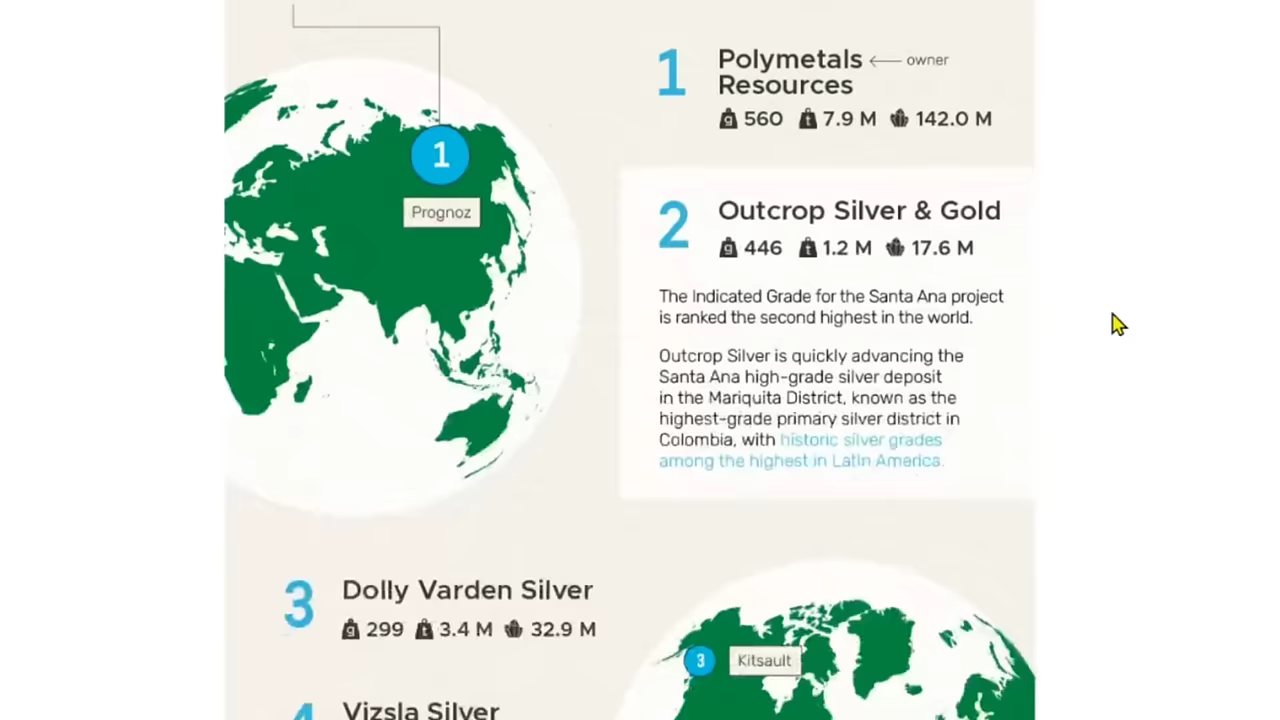 1
Polymetals ← owner
Resources
g 560 t 7.9 M 142.0 M
1
Prognoz
2
Outcrop Silver & Gold
g 446 t 1.2 M 17.6 M
The Indicated Grade for the Santa Ana project
is ranked the second highest in the world.
Outcrop Silver is quickly advancing the
Santa Ana high-grade silver deposit
in the Mariquita District, known as the
highest-grade primary silver district in
Colombia, with historic silver grades
among the highest in Latin America.
3
Dolly Varden Silver
g 299 t 3.4 M 32.9 M
3
Kitsault
4
Vizsla Silver